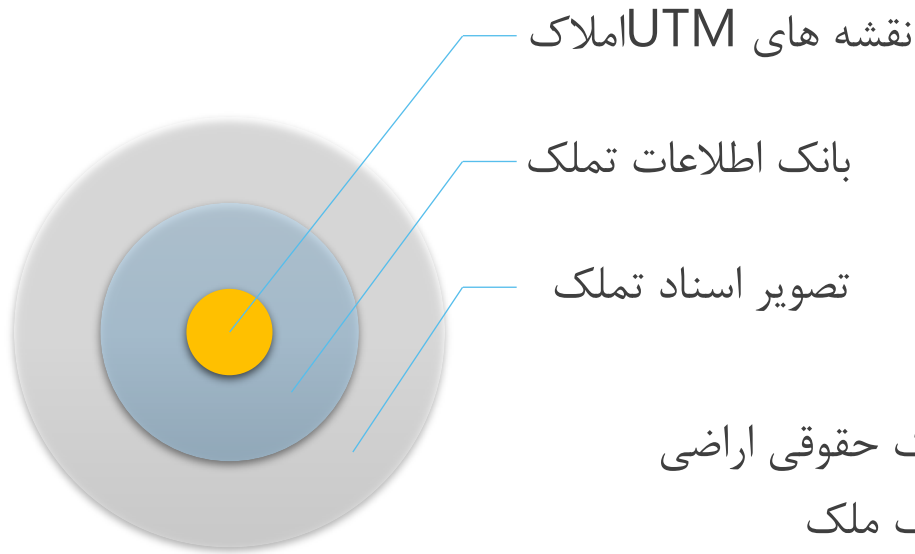 نقشه های UTMاملاک
بانک اطلاعات تملک
تصویر اسناد تملک
حقوقی اراضی
ملک